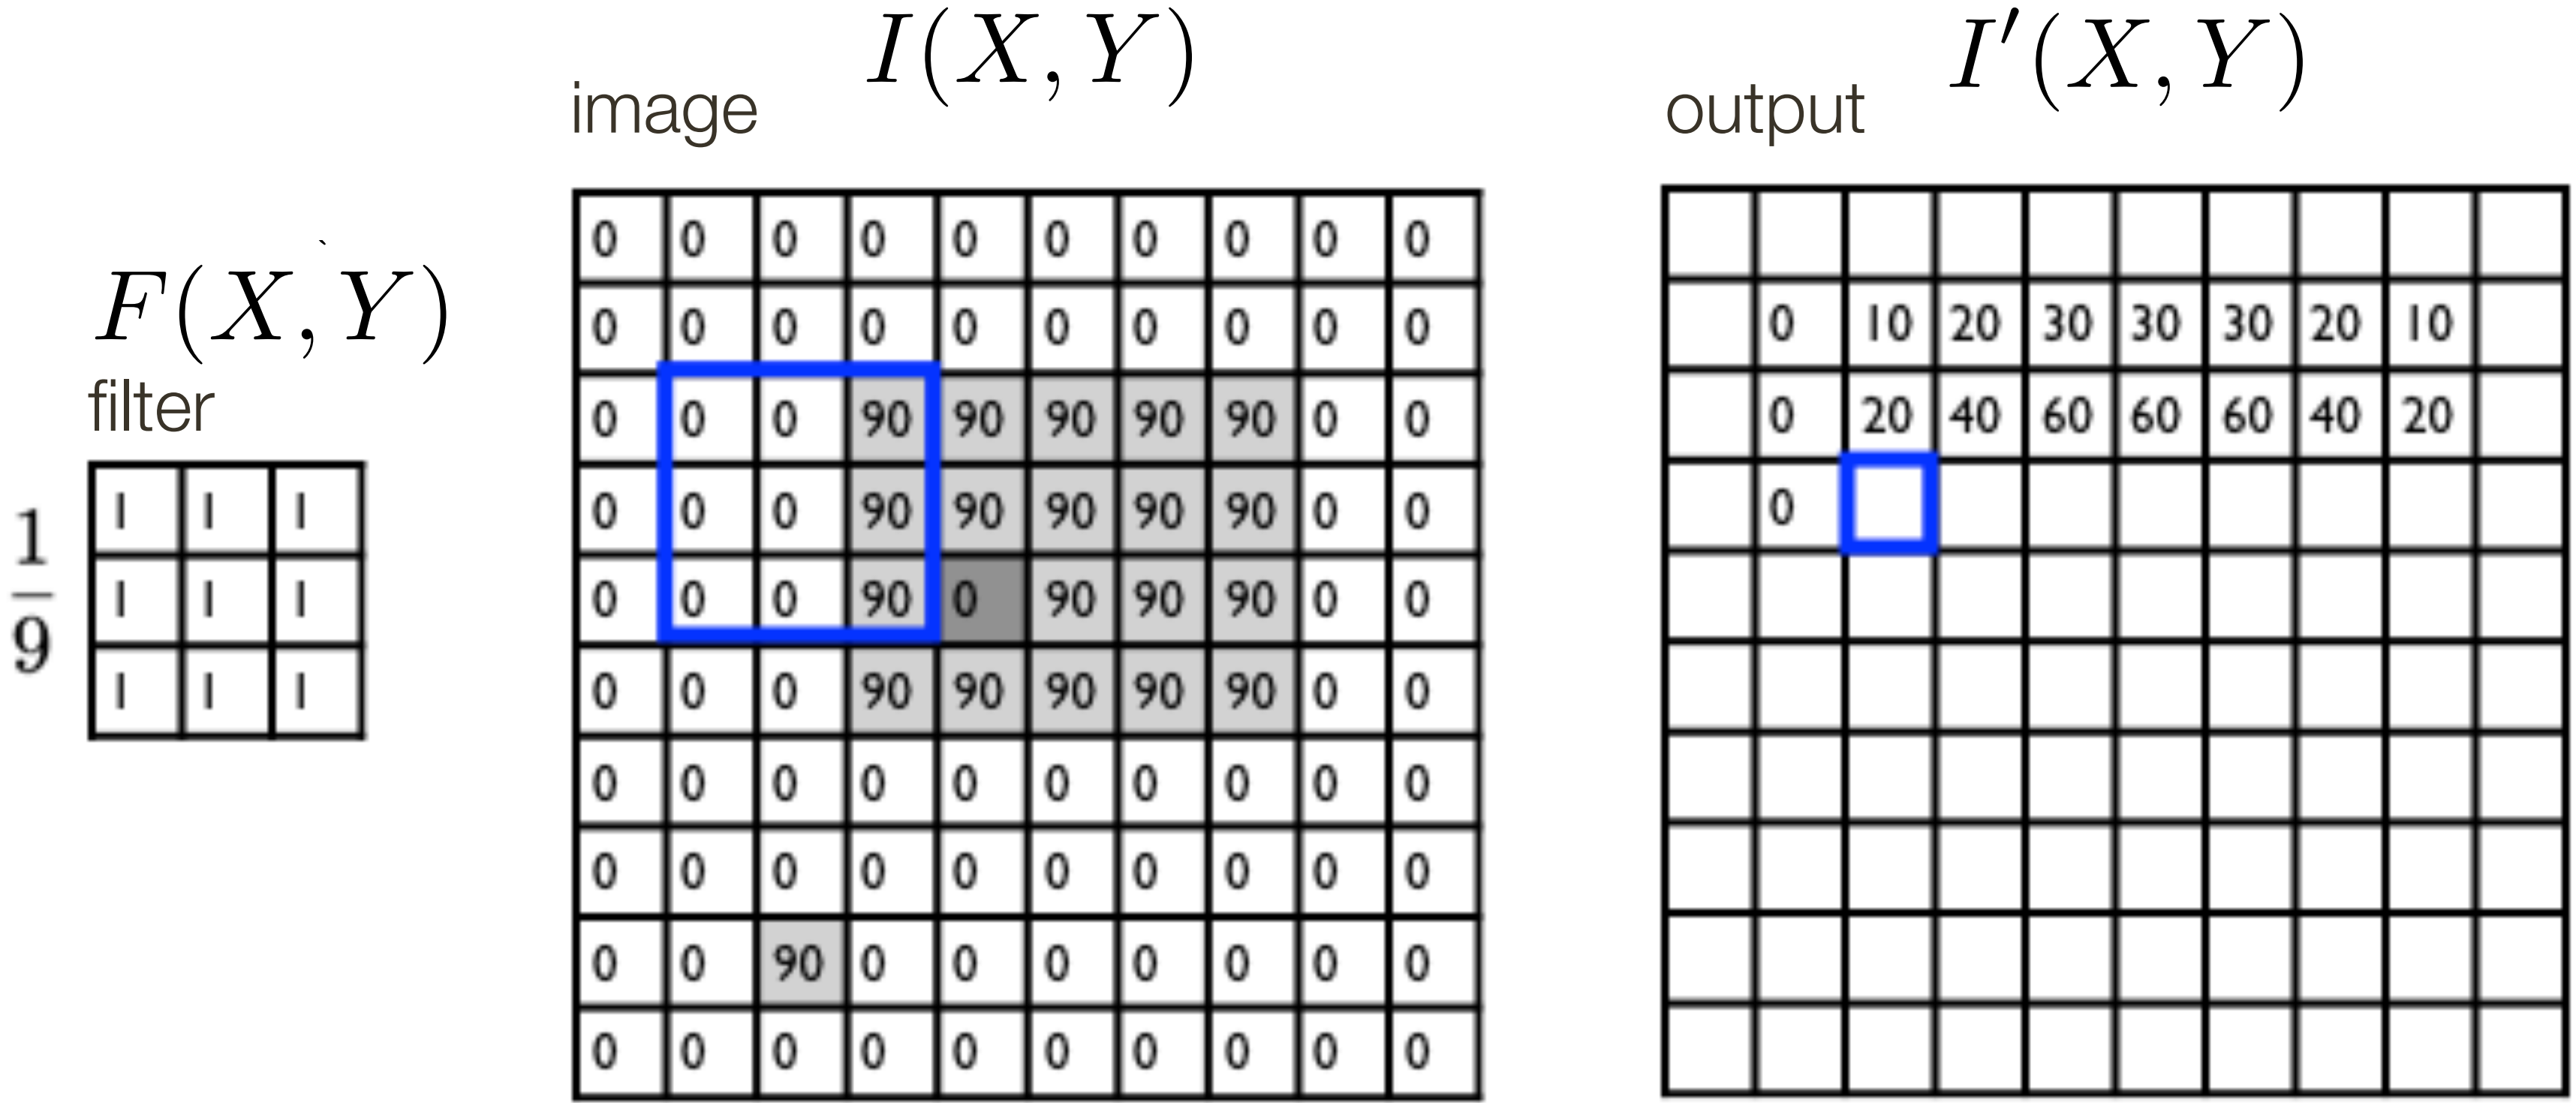 I(X, Y)
I′(X, Y)
image
output
F(X, Y)
filter
1
9
1 1 1
1 1 1
1 1 1
0 0 0 0 0 0 0 0 0 0
0 0 0 0 0 0 0 0 0 0
0 0 0 90 90 90 90 90 0 0
0 0 0 90 90 90 90 90 0 0
0 0 0 90 0 90 90 90 0 0
0 0 0 90 90 90 90 90 0 0
0 0 0 0 0 0 0 0 0 0
0 0 0 0 0 0 0 0 0 0
0 0 90 0 0 0 0 0 0 0
0 0 0 0 0 0 0 0 0 0
0 10 20 30 30 30 20 10
0 20 40 60 60 60 40 20
0